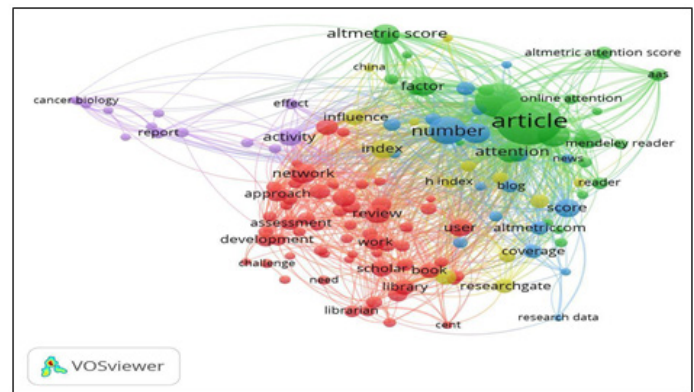 altmetric score
altmetric attention score
china
aas
factor
cancer biology
effect
online attention
influence
article
report
activity
number
mendeley reader
index
attention
news
network
h index
blog
reader
approach
review
score
assessment
user
altmetriccom
development
work
coverage
challenge
scholar
book
need
library
researchgate
librarian
cent
research data
VOSviewer